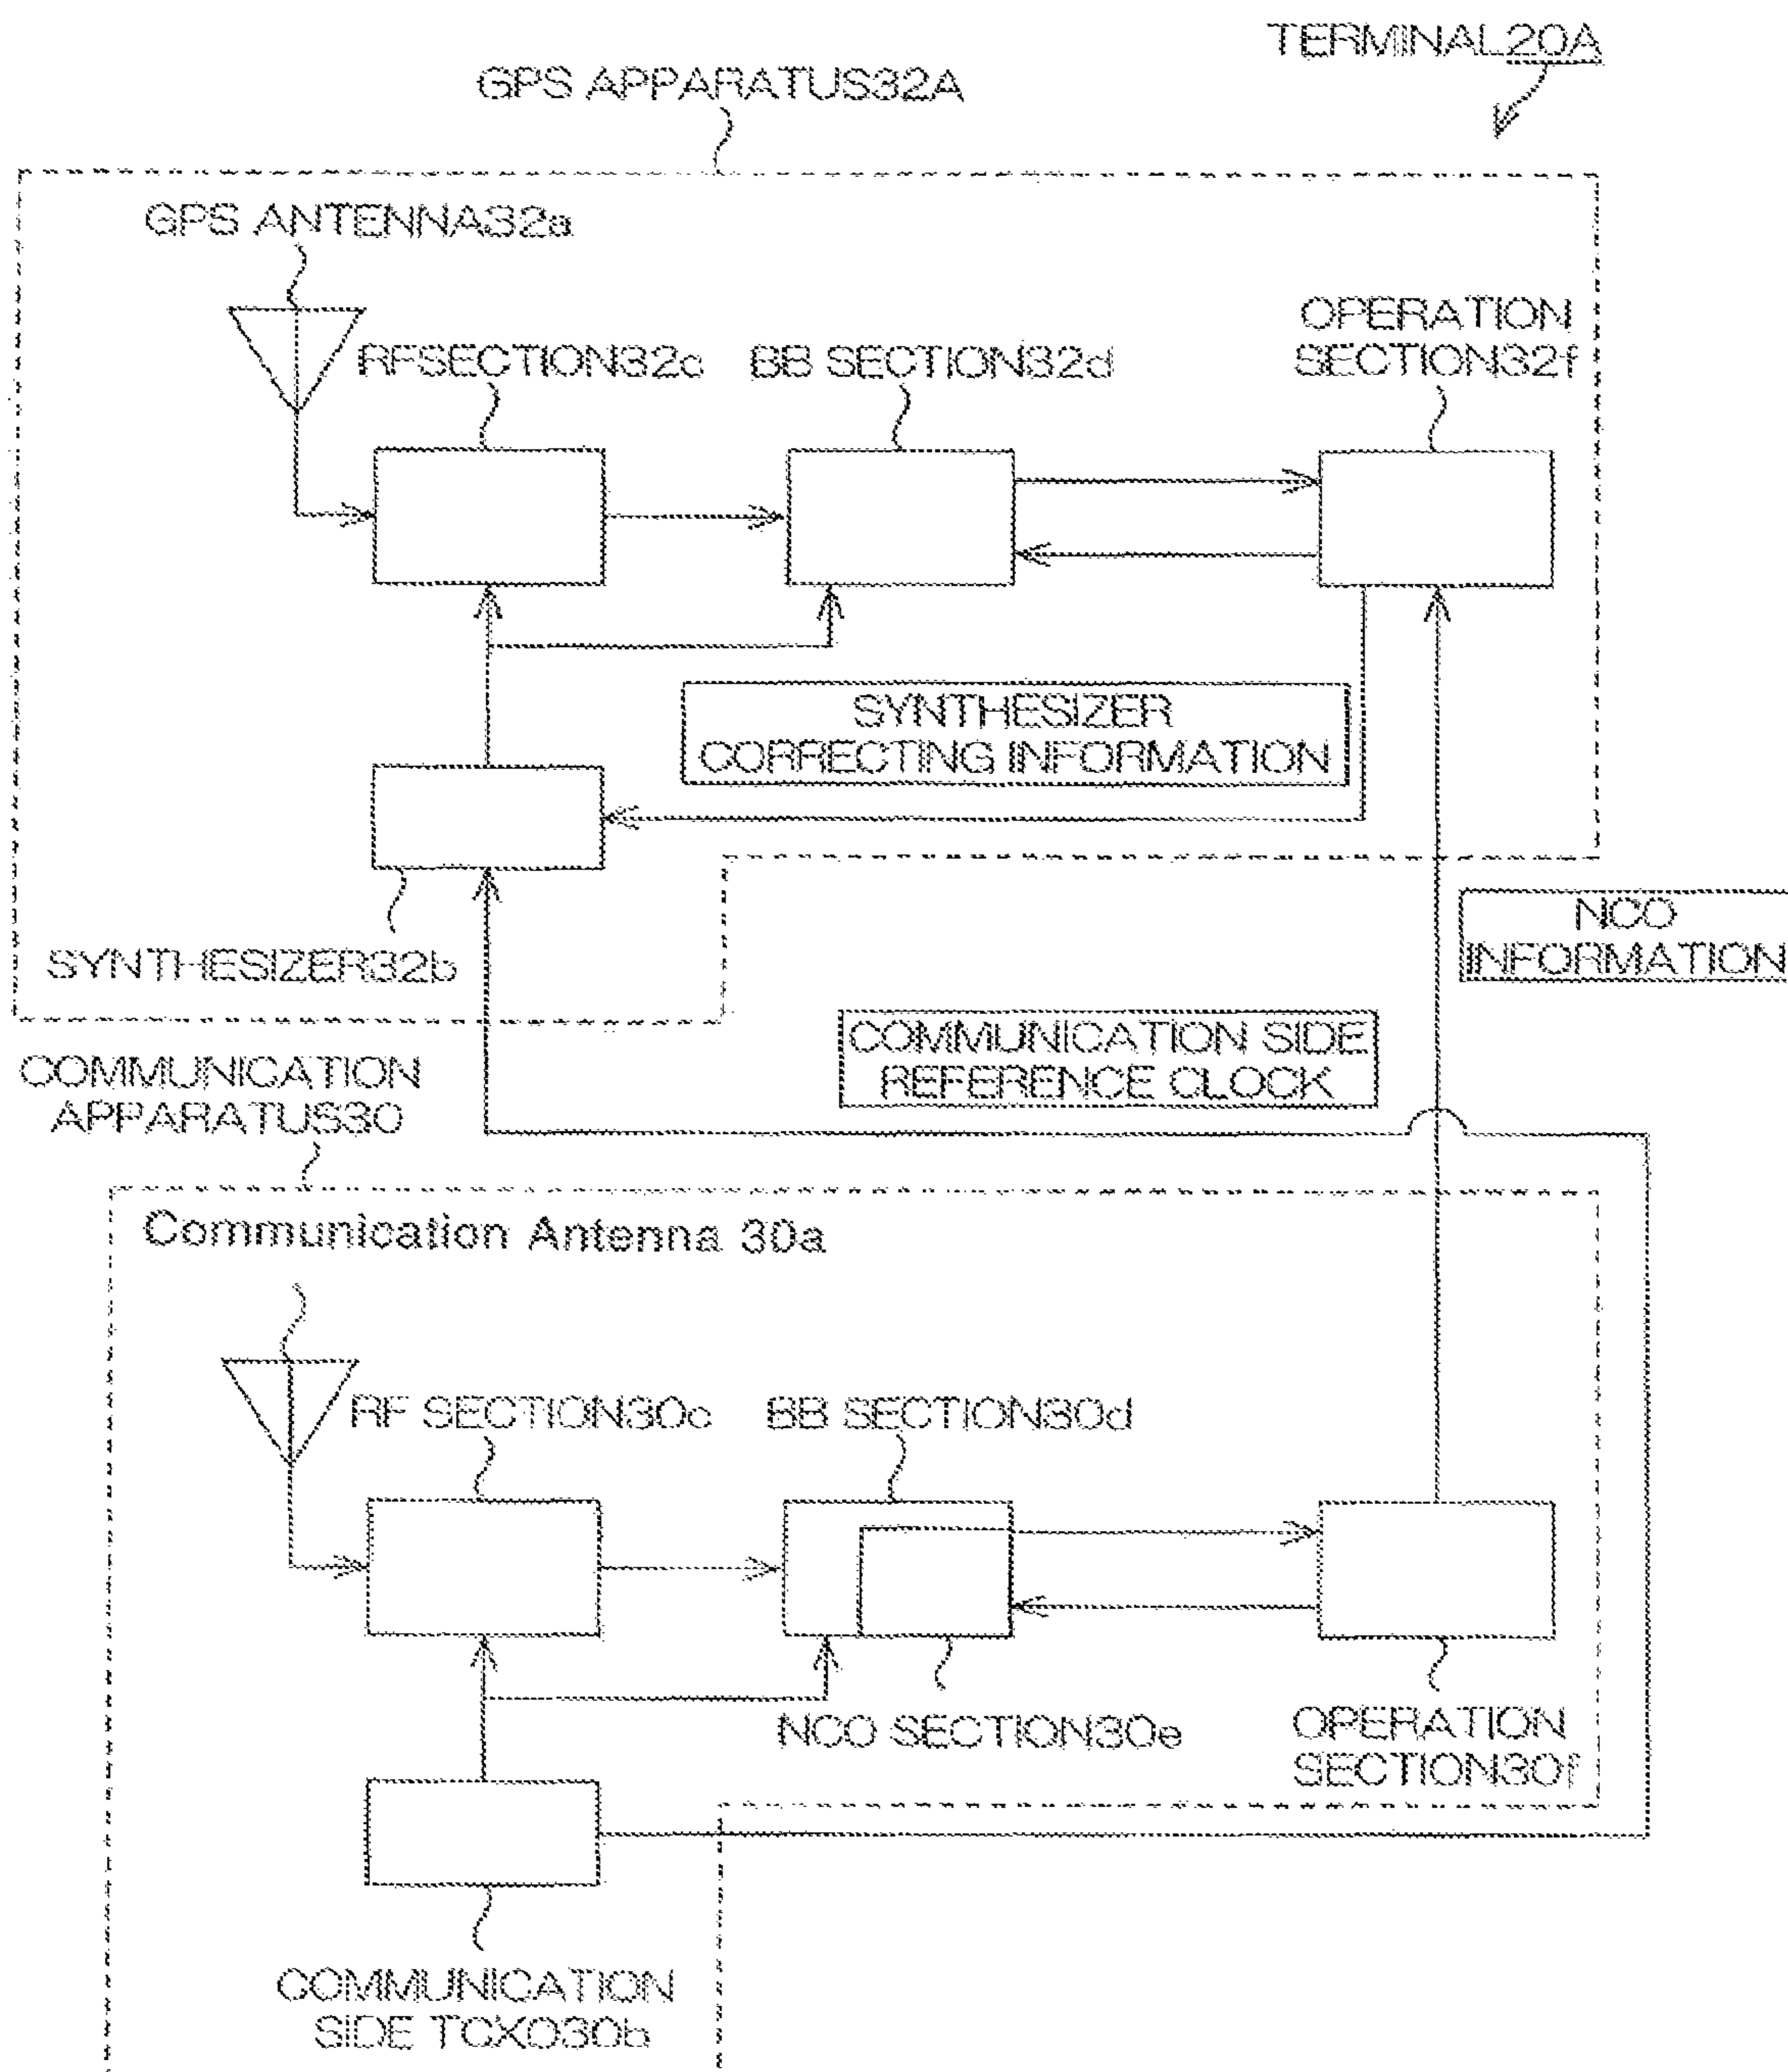 TERMINAL20A
GPS APPARATUS32A
GPS ANTENNA32a
RFSECTION32c
BB SECTION32d
OPERATION
SECTION32f
SYNTHESIZER
CORRECTING INFORMATION
SYNTHESIZER32b
NCO
INFORMATION
COMMUNICATION SIDE
REFERENCE CLOCK
COMMUNICATION
APPARATUS30
Communication Antenna 30a
RF SECTION30c
BB SECTION30d
NCO SECTION30e
OPERATION
SECTION30f
COMMUNICATION
SIDE TCXO30b